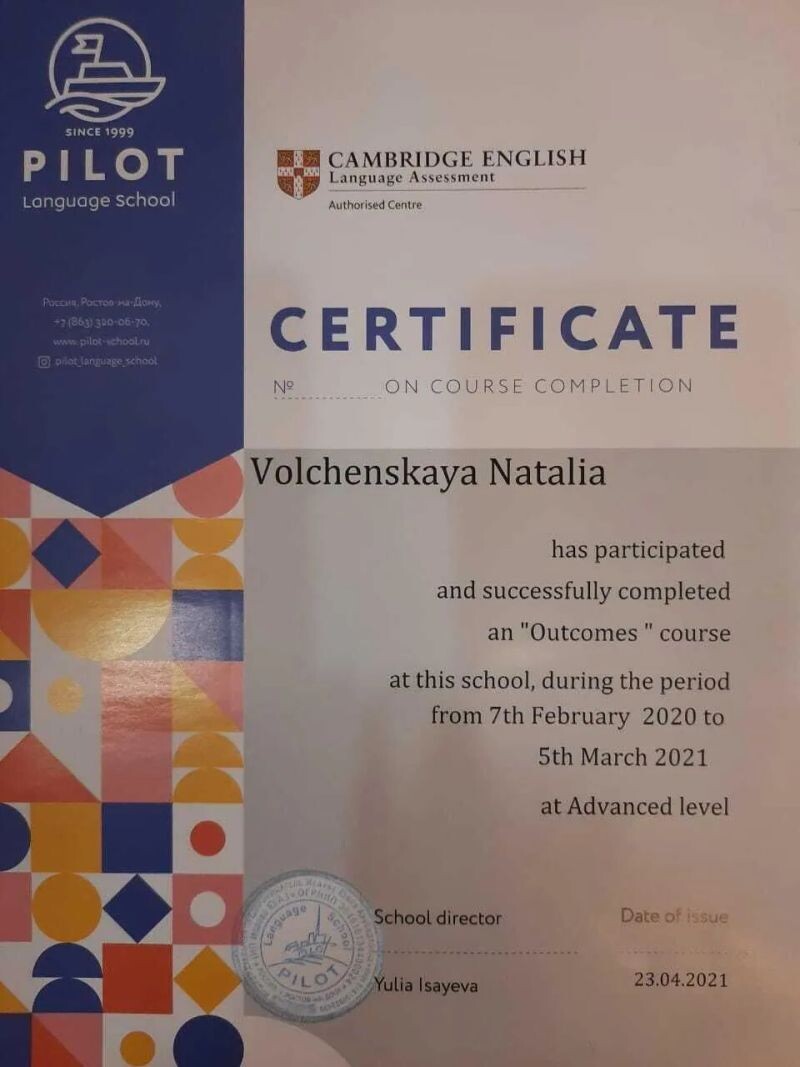 SINCE 1999
PILOT
Language School
Россия, Ростов-на-Дону,
+7 (863) 320-06-70,
www.pilot-school.ru
pilot_language_school
CAMBRIDGE ENGLISH
Language Assessment
Authorised Centre
CERTIFICATE
№ ON COURSE COMPLETION
Volchenskaya Natalia
has participated
and successfully completed
an "Outcomes " course
at this school, during the period
from 7th February 2020 to
5th March 2021
at Advanced level
School director
Date of issue
Yulia Isayeva
23.04.2021
Language School
PILOT